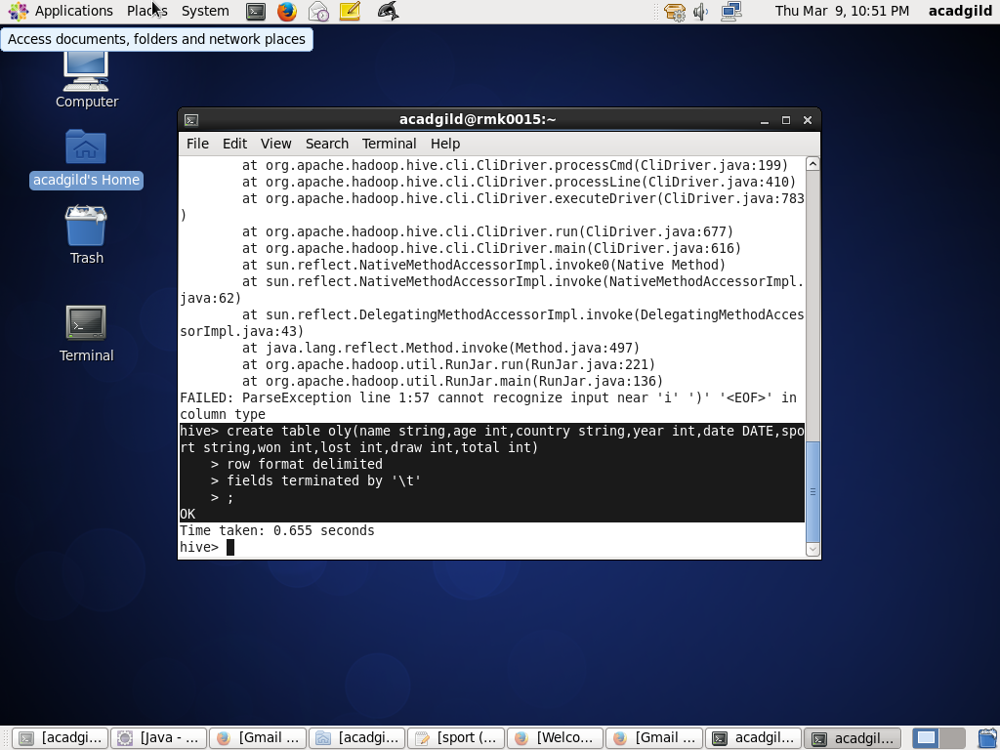 Applications Places System Thu Mar 9, 10:51 PM acadgild
Access documents, folders and network places
Computer
acadgild's Home
Trash
Terminal
acadgild@rmk0015:~
File Edit View Search Terminal Help
at org.apache.hadoop.hive.cli.CliDriver.processCmd(CliDriver.java:199)
at org.apache.hadoop.hive.cli.CliDriver.processLine(CliDriver.java:410)
at org.apache.hadoop.hive.cli.CliDriver.executeDriver(CliDriver.java:783
)
at org.apache.hadoop.hive.cli.CliDriver.run(CliDriver.java:677)
at org.apache.hadoop.hive.cli.CliDriver.main(CliDriver.java:616)
at sun.reflect.NativeMethodAccessorImpl.invoke0(Native Method)
at sun.reflect.NativeMethodAccessorImpl.invoke(NativeMethodAccessorImpl.
java:62)
at sun.reflect.DelegatingMethodAccessorImpl.invoke(DelegatingMethodAcces
sorImpl.java:43)
at java.lang.reflect.Method.invoke(Method.java:497)
at org.apache.hadoop.util.RunJar.run(RunJar.java:221)
at org.apache.hadoop.util.RunJar.main(RunJar.java:136)
FAILED: ParseException line 1:57 cannot recognize input near 'i' ')' '<EOF>' in
column type
hive> create table oly(name string,age int,country string,year int,date DATE,spo
rt string,won int,lost int,draw int,total int)
> row format delimited
> fields terminated by '\t'
> ;
OK
Time taken: 0.655 seconds
hive>
[acadgi... [Java - ... [Gmail ... [acadgi... [sport (... [Welco... [Gmail ... acadgil... acadgil...